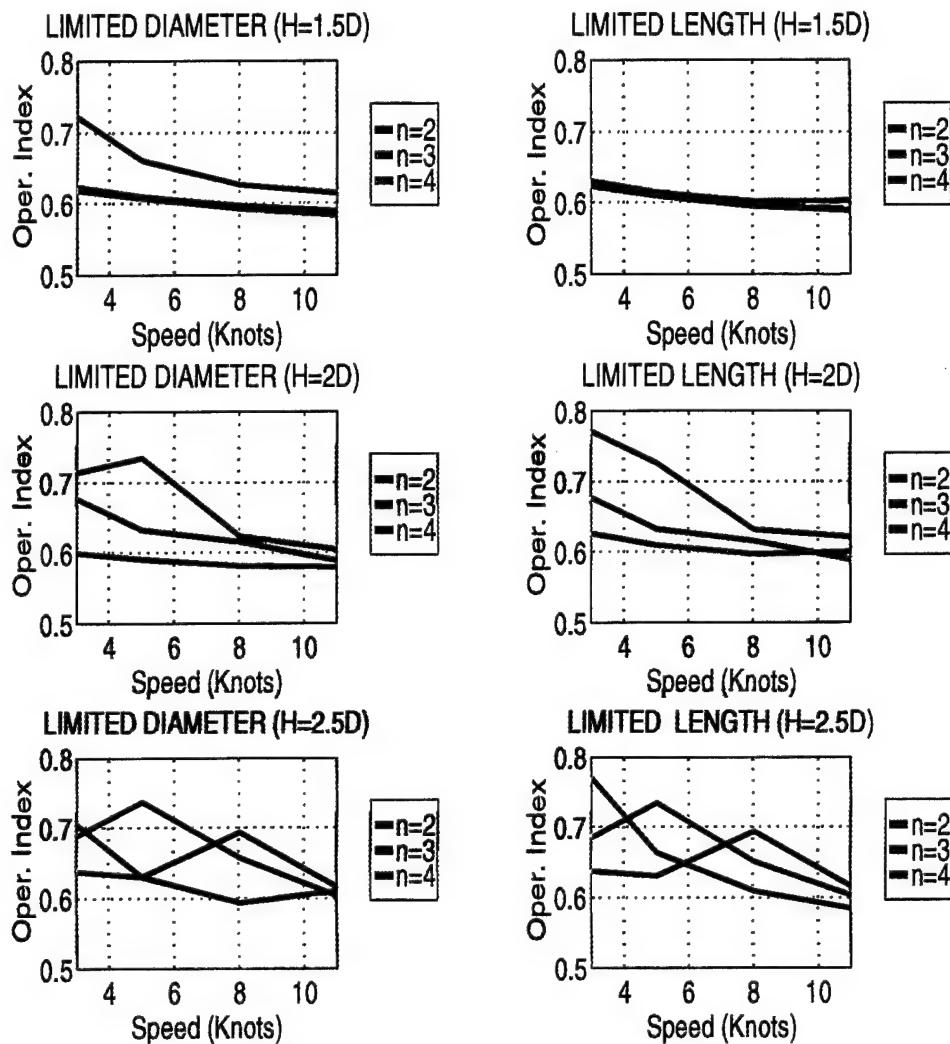 LIMITED DIAMETER (H=1.5D)
Oper. Index
0.8
0.7
0.6
0.5
4 6 8 10
Speed (Knots)
n=2
n=3
n=4
LIMITED LENGTH (H=1.5D)
Oper. Index
0.8
0.7
0.6
0.5
4 6 8 10
Speed (Knots)
n=2
n=3
n=4
LIMITED DIAMETER (H=2D)
Oper. Index
0.8
0.7
0.6
0.5
4 6 8 10
Speed (Knots)
n=2
n=3
n=4
LIMITED LENGTH (H=2D)
Oper. Index
0.8
0.7
0.6
0.5
4 6 8 10
Speed (Knots)
n=2
n=3
n=4
LIMITED DIAMETER (H=2.5D)
Oper. Index
0.8
0.7
0.6
0.5
4 6 8 10
Speed (Knots)
n=2
n=3
n=4
LIMITED LENGTH (H=2.5D)
Oper. Index
0.8
0.7
0.6
0.5
4 6 8 10
Speed (Knots)
n=2
n=3
n=4